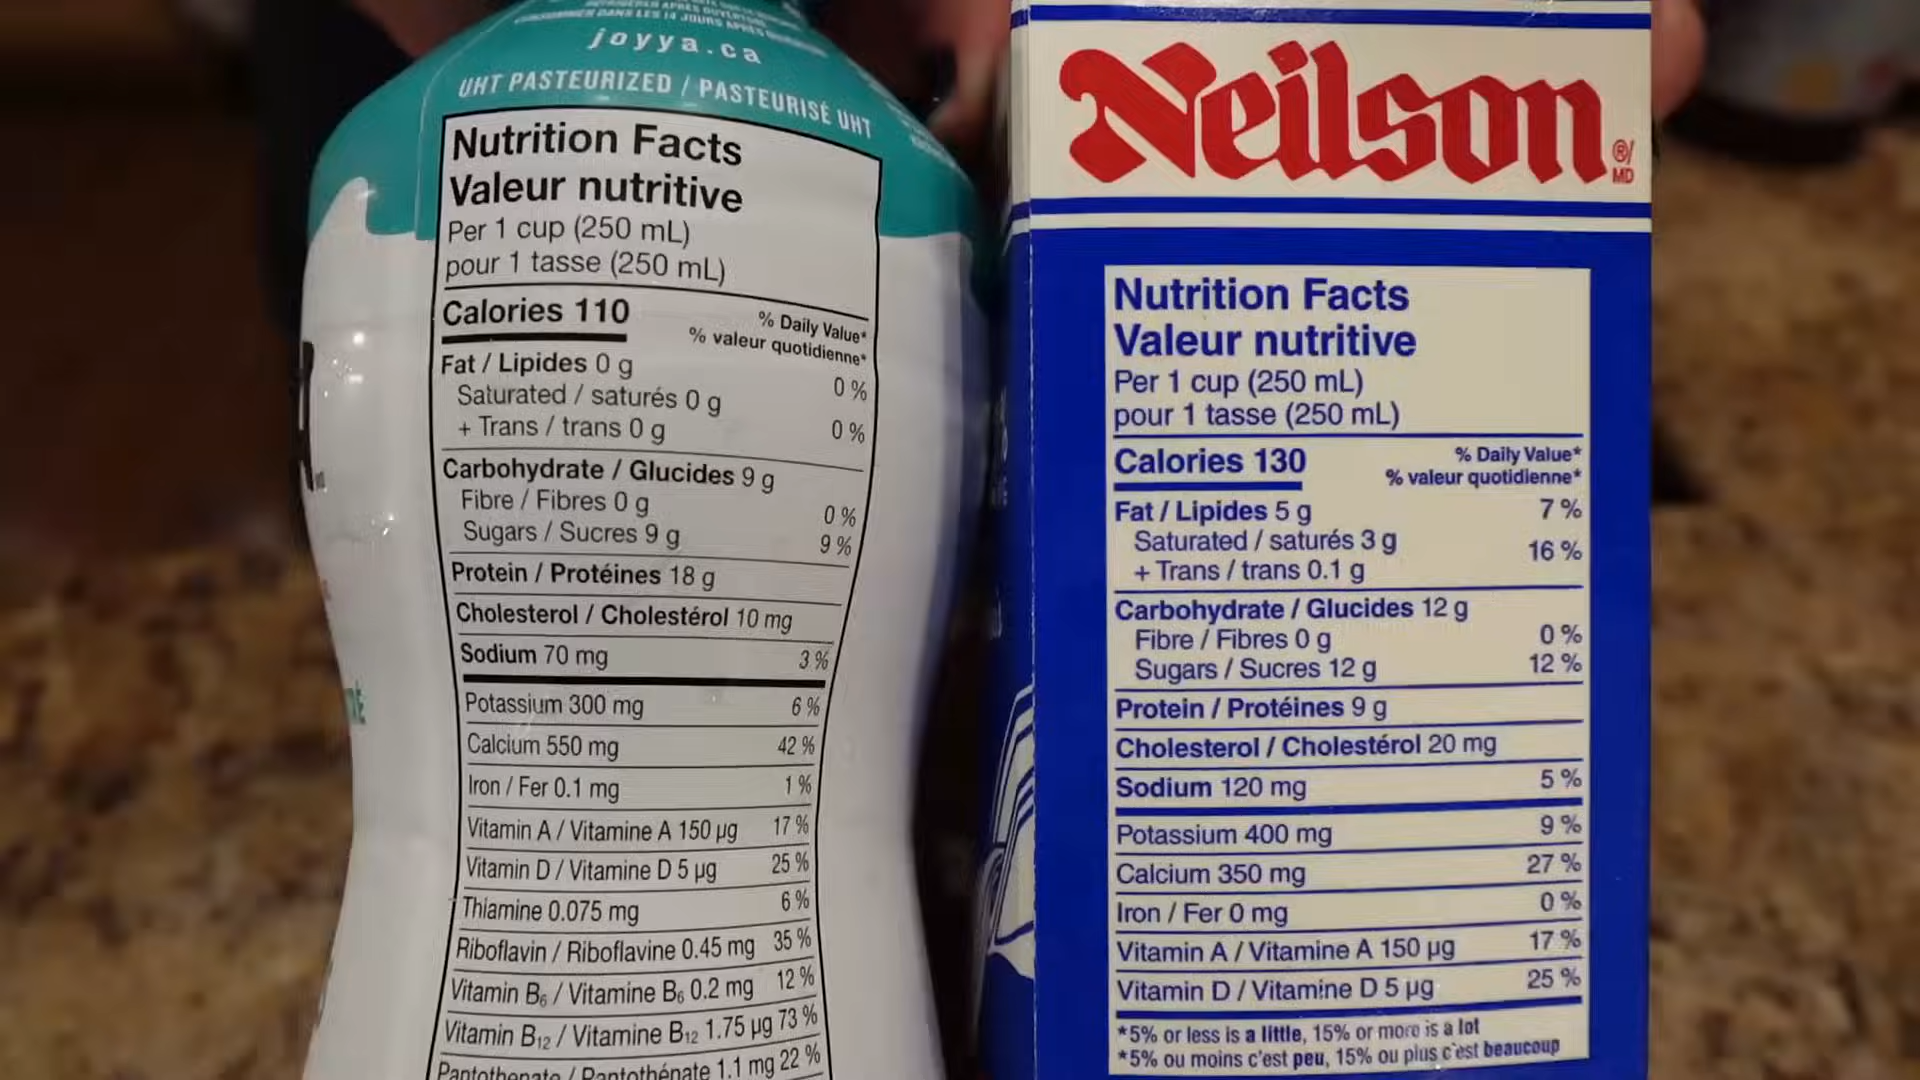 CONSOMMER DANS LES 14 JOURS APRÈS
joyya.ca
UHT PASTEURIZED / PASTEURISÉ UHT
Nutrition Facts
Valeur nutritive
Per 1 cup (250 mL)
pour 1 tasse (250 mL)
Calories 110
% Daily Value*
% valeur quotidienne*
Fat / Lipides 0 g 0 %
Saturated / saturés 0 g
+ Trans / trans 0 g 0 %
Carbohydrate / Glucides 9 g
Fibre / Fibres 0 g 0 %
Sugars / Sucres 9 g 9 %
Protein / Protéines 18 g
Cholesterol / Cholestérol 10 mg
Sodium 70 mg 3 %
Potassium 300 mg 6 %
Calcium 550 mg 42 %
Iron / Fer 0.1 mg 1 %
Vitamin A / Vitamine A 150 µg 17 %
Vitamin D / Vitamine D 5 µg 25 %
Thiamine 0.075 mg 6 %
Riboflavin / Riboflavine 0.45 mg 35 %
Vitamin B6 / Vitamine B6 0.2 mg 12 %
Vitamin B12 / Vitamine B12 1.75 µg 73 %
Pantothenate / Pantothénate 1.1 mg 22 %
Neilson ®/MD
Nutrition Facts
Valeur nutritive
Per 1 cup (250 mL)
pour 1 tasse (250 mL)
Calories 130
% Daily Value*
% valeur quotidienne*
Fat / Lipides 5 g 7 %
Saturated / saturés 3 g 16 %
+ Trans / trans 0.1 g
Carbohydrate / Glucides 12 g
Fibre / Fibres 0 g 0 %
Sugars / Sucres 12 g 12 %
Protein / Protéines 9 g
Cholesterol / Cholestérol 20 mg
Sodium 120 mg 5 %
Potassium 400 mg 9 %
Calcium 350 mg 27 %
Iron / Fer 0 mg 0 %
Vitamin A / Vitamine A 150 µg 17 %
Vitamin D / Vitamine D 5 µg 25 %
*5% or less is a little, 15% or more is a lot
*5% ou moins c'est peu, 15% ou plus c'est beaucoup